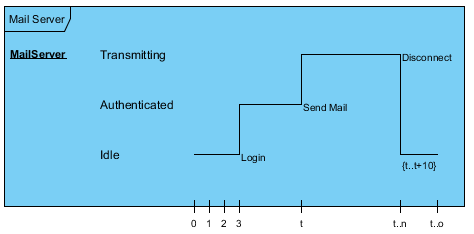 Mail Server
MailServer
Transmitting
Disconnect
Authenticated
Send Mail
Idle
Login
{t..t+10}
0 1 2 3 t t..n t..o